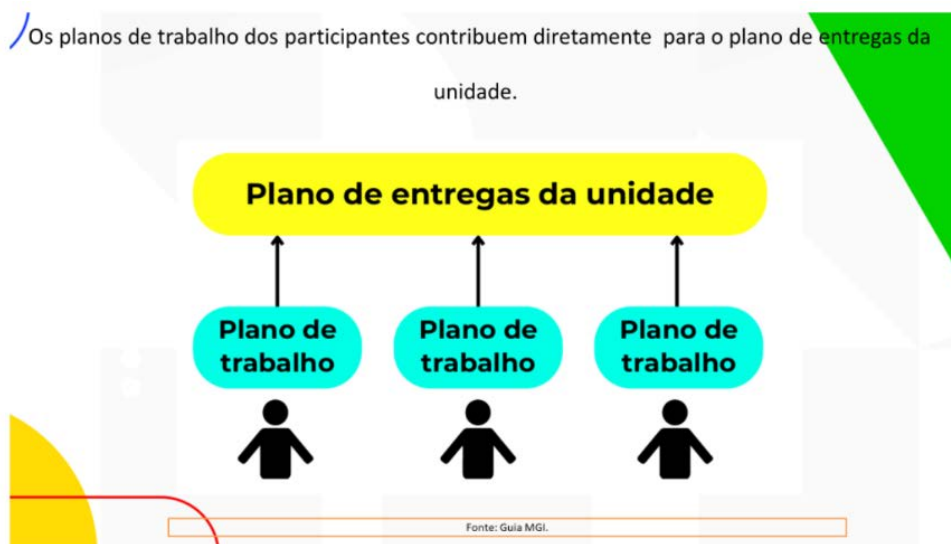 Os planos de trabalho dos participantes contribuem diretamente para o plano de entregas da
unidade.
Plano de entregas da unidade
Plano de
trabalho
Plano de
trabalho
Plano de
trabalho
Fonte: Guia MGI.